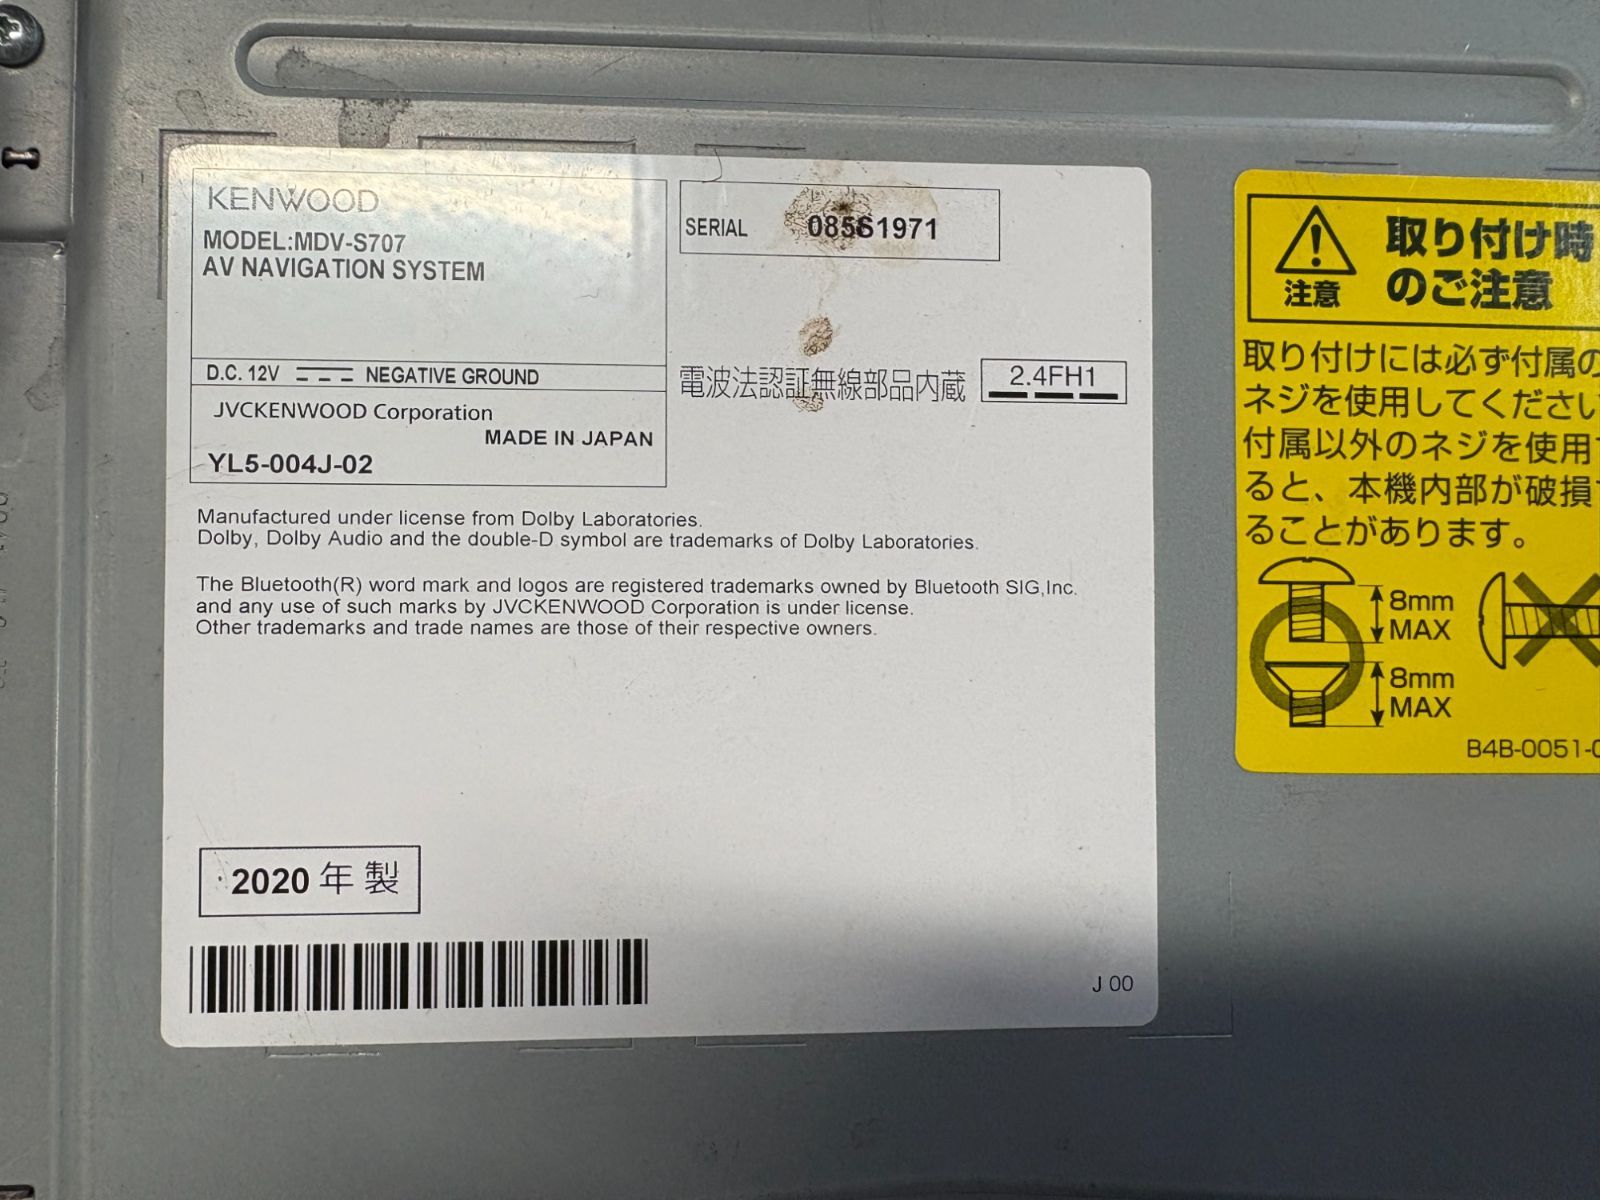 KENWOOD
MODEL:MDV-S707
AV NAVIGATION SYSTEM
D.C. 12V NEGATIVE GROUND
JVCKENWOOD Corporation
MADE IN JAPAN
YL5-004J-02
SERIAL 085S1971
電波法認証無線部品内蔵 2.4FH1
Manufactured under license from Dolby Laboratories.
Dolby, Dolby Audio and the double-D symbol are trademarks of Dolby Laboratories.
The Bluetooth(R) word mark and logos are registered trademarks owned by Bluetooth SIG,Inc.
and any use of such marks by JVCKENWOOD Corporation is under license.
Other trademarks and trade names are those of their respective owners.
2020 年 製
J 00
注意
取り付け時
のご注意
取り付けには必ず付属の
ネジを使用してください
付属以外のネジを使用す
ると、本機内部が破損す
ることがあります。
8mm
MAX
8mm
MAX
B4B-0051-0